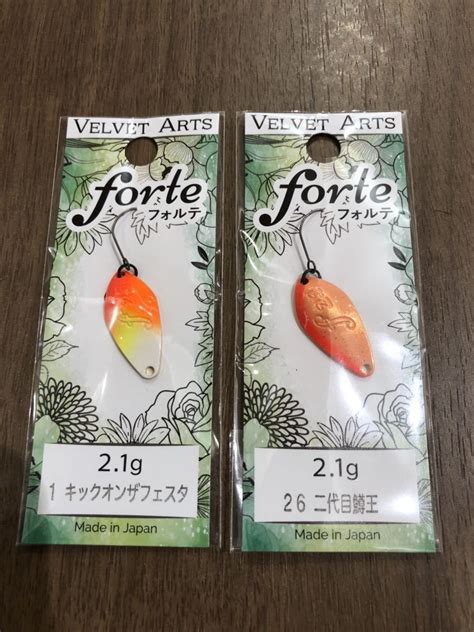 VELVET ARTS
forte
フォルテ
2.1g
1 キックオンザフェスタ
Made in Japan
VELVET ARTS
forte
フォルテ
2.1g
26 二代目鱒王
Made in Japan